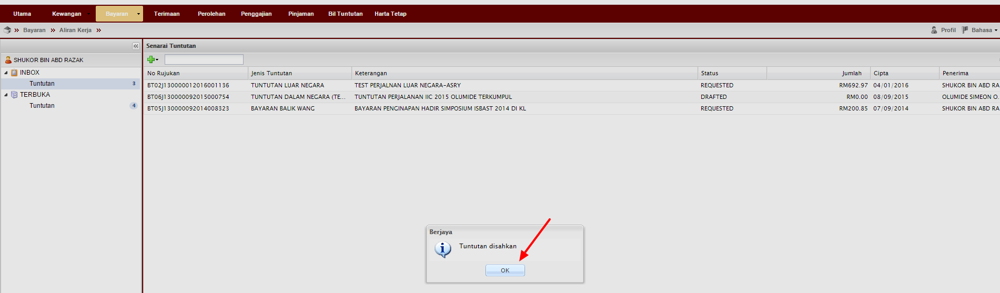 Utama Kewangan Bayaran Terimaan Perolehan Penggajian Pinjaman Bil Tuntutan Harta Tetap
» Bayaran » Aliran Kerja » Profil Bahasa
«
Senarai Tuntutan
SHUKOR BIN ABD RAZAK
INBOX
Tuntutan 3
TERBUKA
Tuntutan 4
No Rujukan Jenis Tuntutan Keterangan Status Jumlah Cipta Penerima
BT02J130000012016001136 TUNTUTAN LUAR NEGARA TEST PERJALNAN LUAR NEGARA-ASRY REQUESTED RM692.97 04/01/2016 SHUKOR BIN ABD RA
BT06J130000092015000754 TUNTUTAN DALAM NEGARA (TE... TUNTUTAN PERJALANAN IIC 2015 OLUMIDE TERKUMPUL DRAFTED RM0.00 08/09/2015 OLUMIDE SIMEON O.
BT05J130000092014008323 BAYARAN BALIK WANG BAYARAN PENGINAPAN HADIR SIMPOSIUM ISBAST 2014 DI KL REQUESTED RM200.85 07/09/2014 SHUKOR BIN ABD RA
Berjaya
Tuntutan disahkan
OK